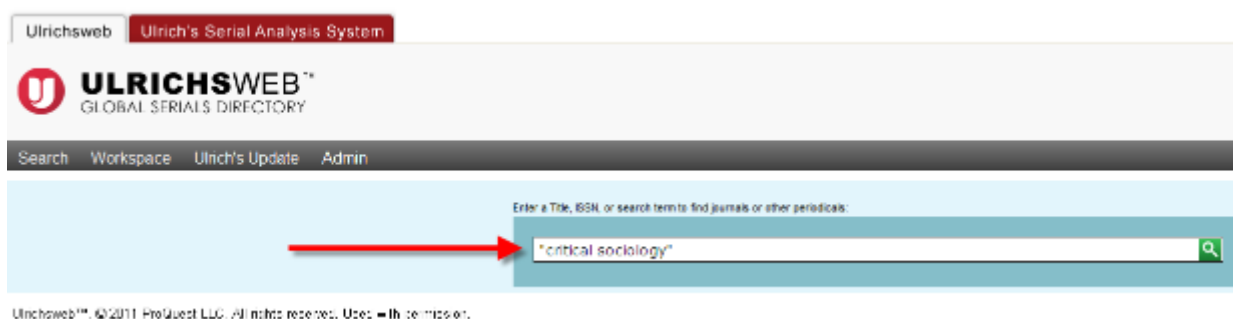 Ulrichsweb Ulrich's Serial Analysis System
ULRICHSWEB™
GLOBAL SERIALS DIRECTORY
Search Workspace Ulrich's Update Admin
Enter a Title, ISSN, or search term to find journals or other periodicals:
"critical sociology"
Ulrichsweb™, ©2011 ProQuest LLC. All rights reserved. Used with permission.